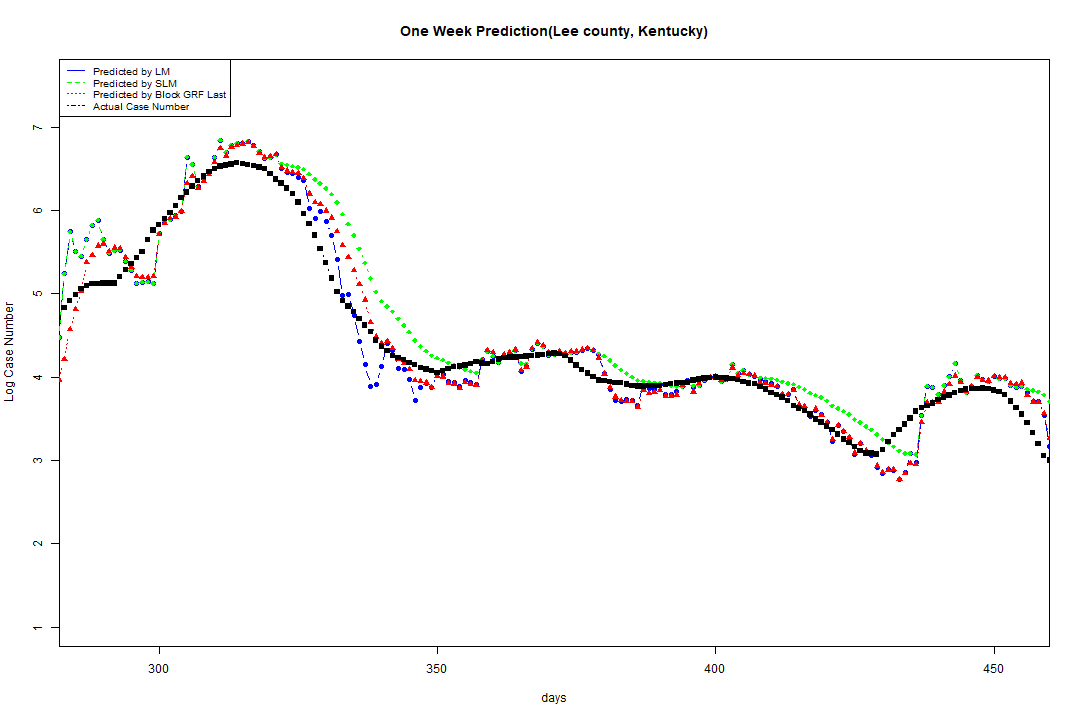 One Week Prediction(Lee county, Kentucky)
Predicted by LM
Predicted by SLM
Predicted by Block GRF Last
Actual Case Number
7
6
5
4
3
2
1
Log Case Number
300 350 400 450
days